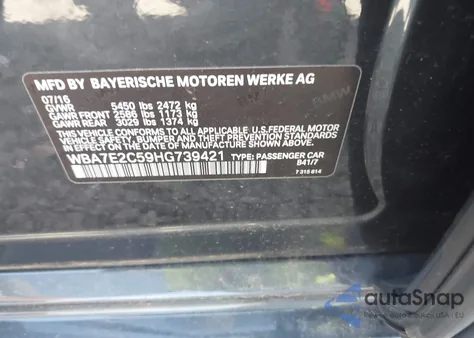 MFD BY BAYERISCHE MOTOREN WERKE AG
07/16
GVWR 5450 lbs 2472 kg
GAWR FRONT 2586 lbs 1173 kg
GAWR REAR 3029 lbs 1374 kg
THIS VEHICLE CONFORMS TO ALL APPLICABLE U.S.FEDERAL MOTOR
VEHICLE SAFETY, BUMPER, AND THEFT PREVENTION STANDARDS
IN EFFECT ON THE DATE OF MANUFACTURE SHOWN ABOVE.
WBA7E2C59HG739421 TYPE: PASSENGER CAR
B41/7
7 315 614
BMW
autoSnap